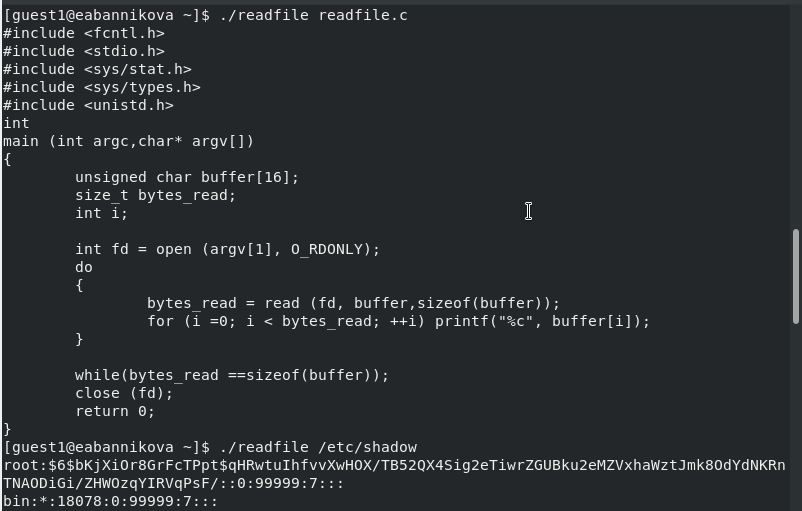 [guest1@eabannikova ~]$ ./readfile readfile.c
#include <fcntl.h>
#include <stdio.h>
#include <sys/stat.h>
#include <sys/types.h>
#include <unistd.h>
int
main (int argc,char* argv[])
{
        unsigned char buffer[16];
        size_t bytes_read;
        int i;

        int fd = open (argv[1], O_RDONLY);
        do
        {
                bytes_read = read (fd, buffer,sizeof(buffer));
                for (i =0; i < bytes_read; ++i) printf("%c", buffer[i]);
        }

        while(bytes_read ==sizeof(buffer));
        close (fd);
        return 0;
}
[guest1@eabannikova ~]$ ./readfile /etc/shadow
root:$6$bKjXiOr8GrFcTPpt$qHRwtuIhfvvXwHOX/TB52QX4Sig2eTiwrZGUBku2eMZVxhaWztJmk8OdYdNKRn
TNAODiGi/ZHWOzqYIRVqPsF/::0:99999:7:::
bin:*:18078:0:99999:7:::